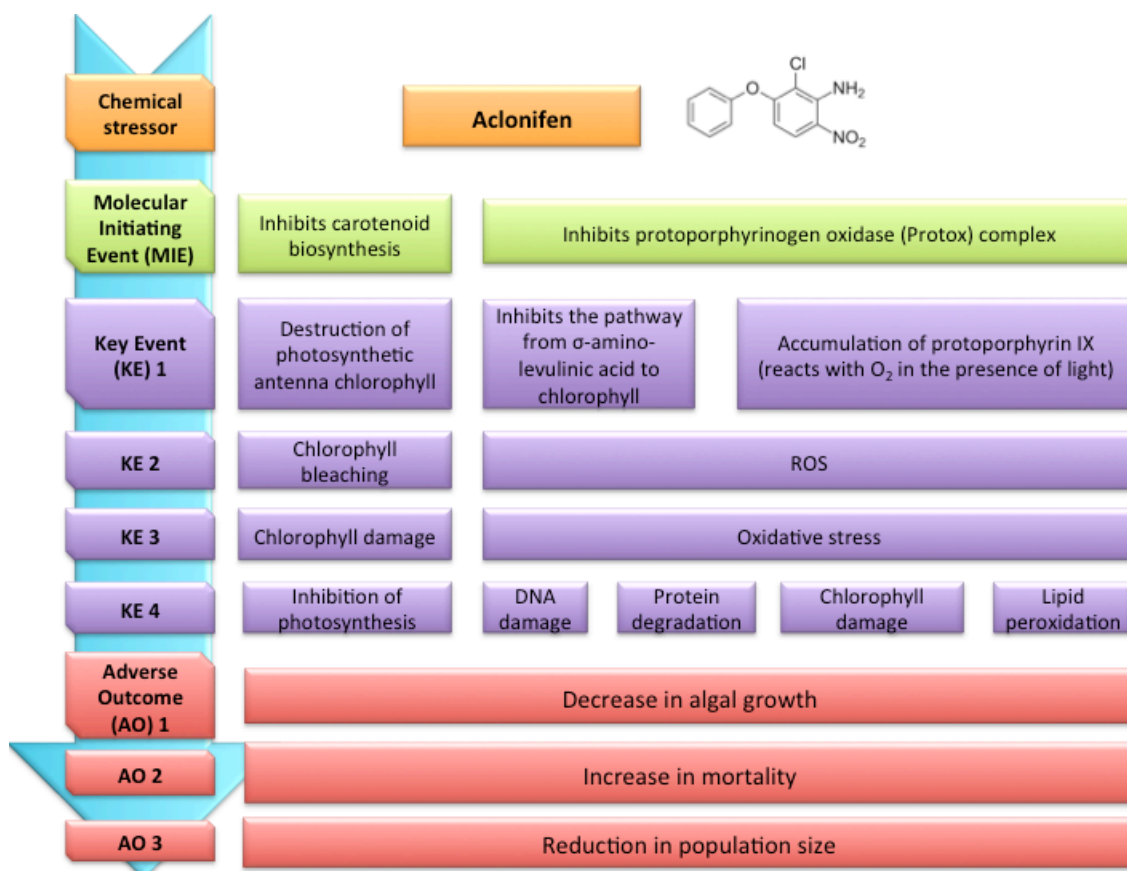 Chemical
stressor
Aclonifen
Cl
O
NH₂
NO₂
Molecular
Initiating
Event (MIE)
Inhibits carotenoid
biosynthesis
Inhibits protoporphyrinogen oxidase (Protox) complex
Key Event
(KE) 1
Destruction of
photosynthetic
antenna chlorophyll
Inhibits the pathway
from σ-amino-
levulinic acid to
chlorophyll
Accumulation of protoporphyrin IX
(reacts with O₂ in the presence of light)
KE 2
Chlorophyll
bleaching
ROS
KE 3
Chlorophyll damage
Oxidative stress
KE 4
Inhibition of
photosynthesis
DNA
damage
Protein
degradation
Chlorophyll
damage
Lipid
peroxidation
Adverse
Outcome
(AO) 1
Decrease in algal growth
AO 2
Increase in mortality
AO 3
Reduction in population size